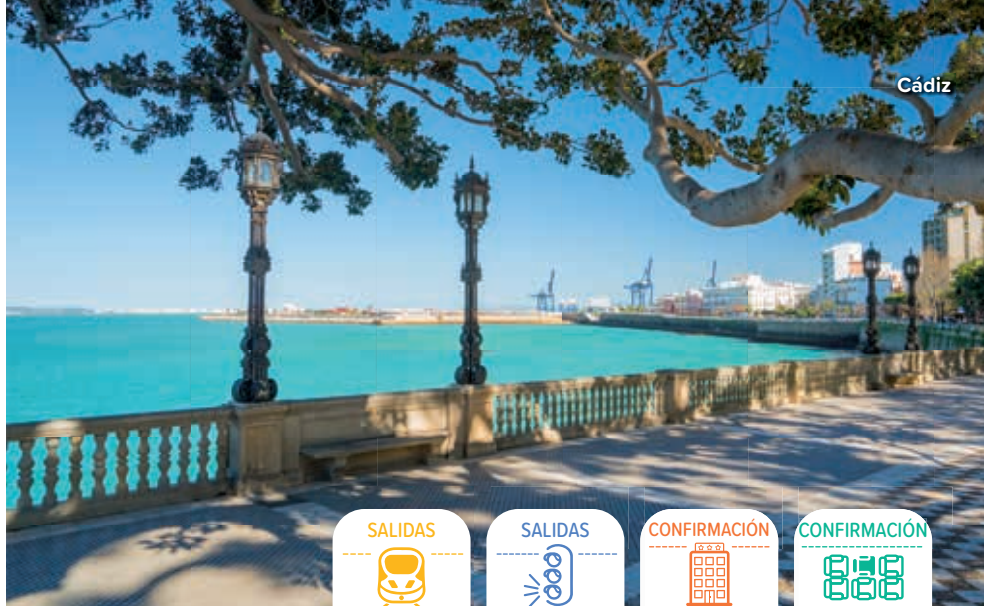 Cádiz
SALIDAS
SALIDAS
CONFIRMACIÓN
CONFIRMACIÓN